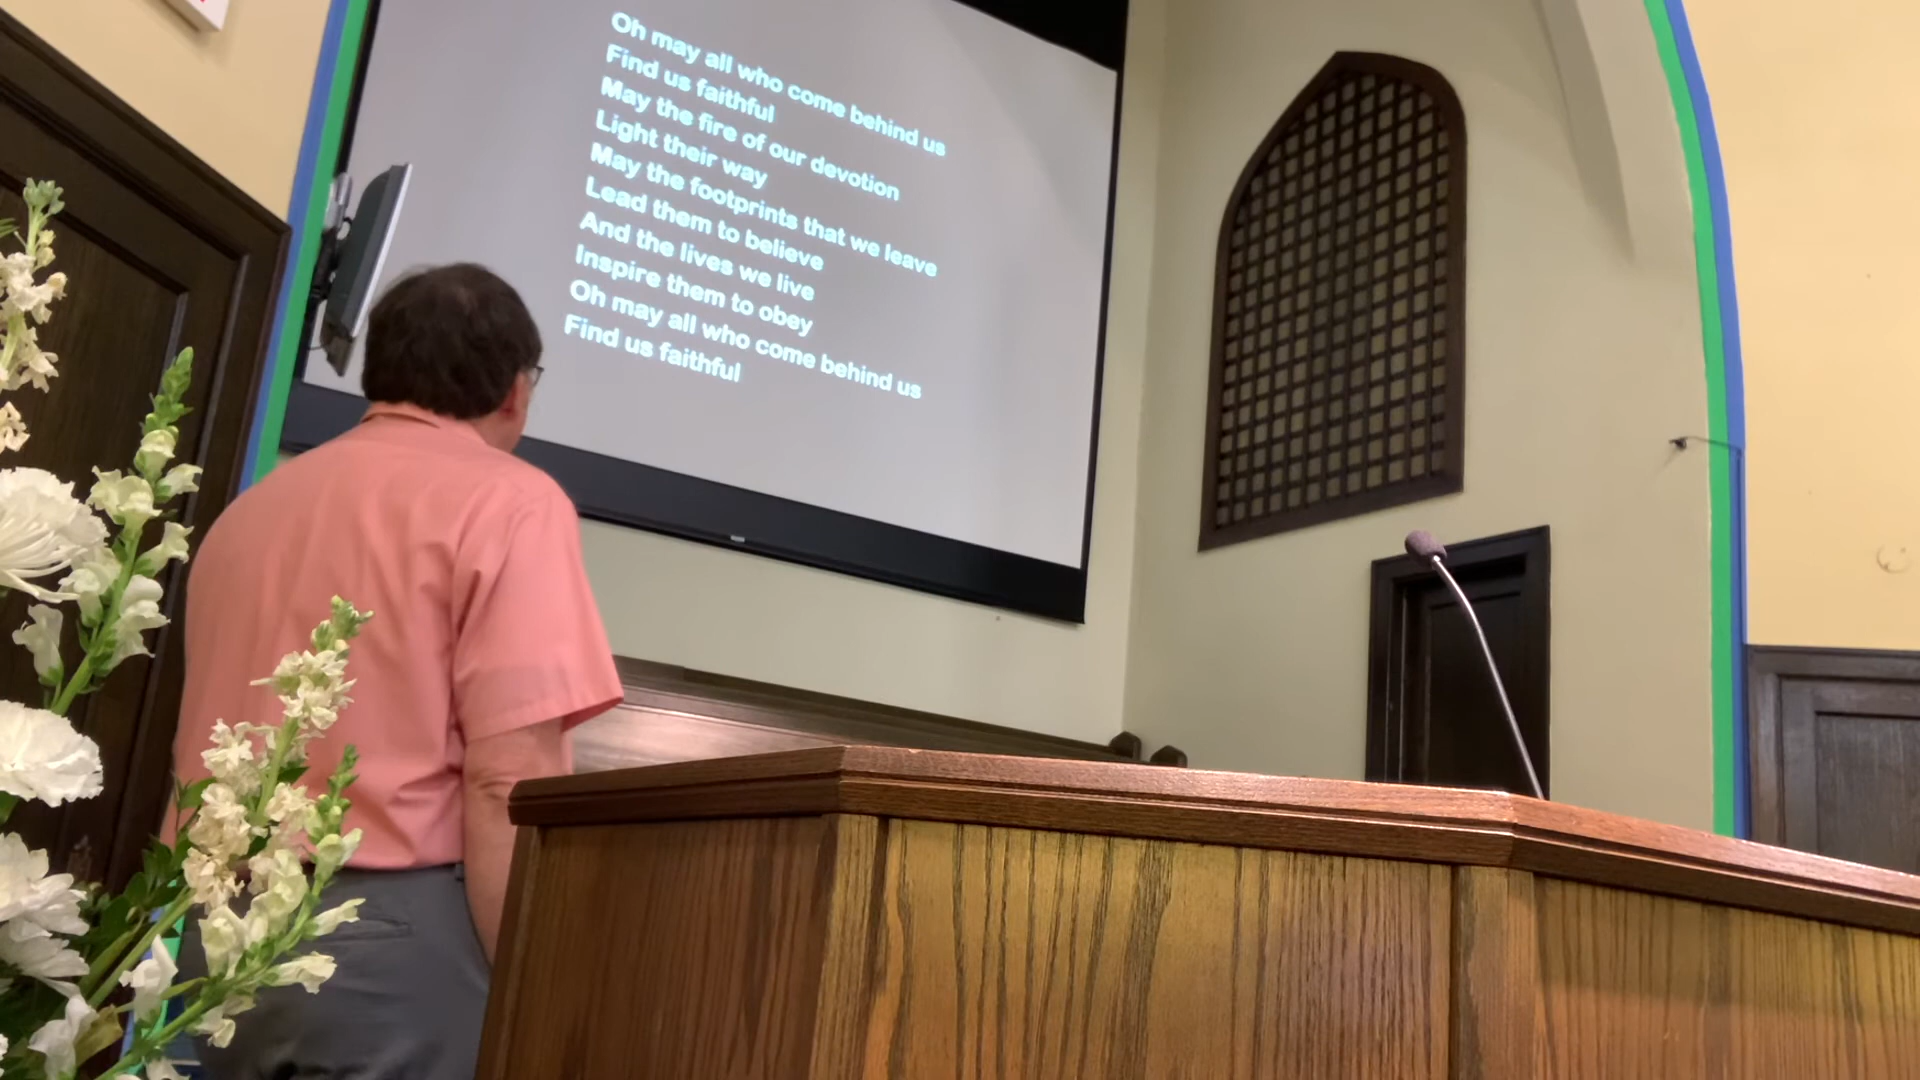 Oh may all who come behind us
Find us faithful
May the fire of our devotion
Light their way
May the footprints that we leave
Lead them to believe
And the lives we live
Inspire them to obey
Oh may all who come behind us
Find us faithful